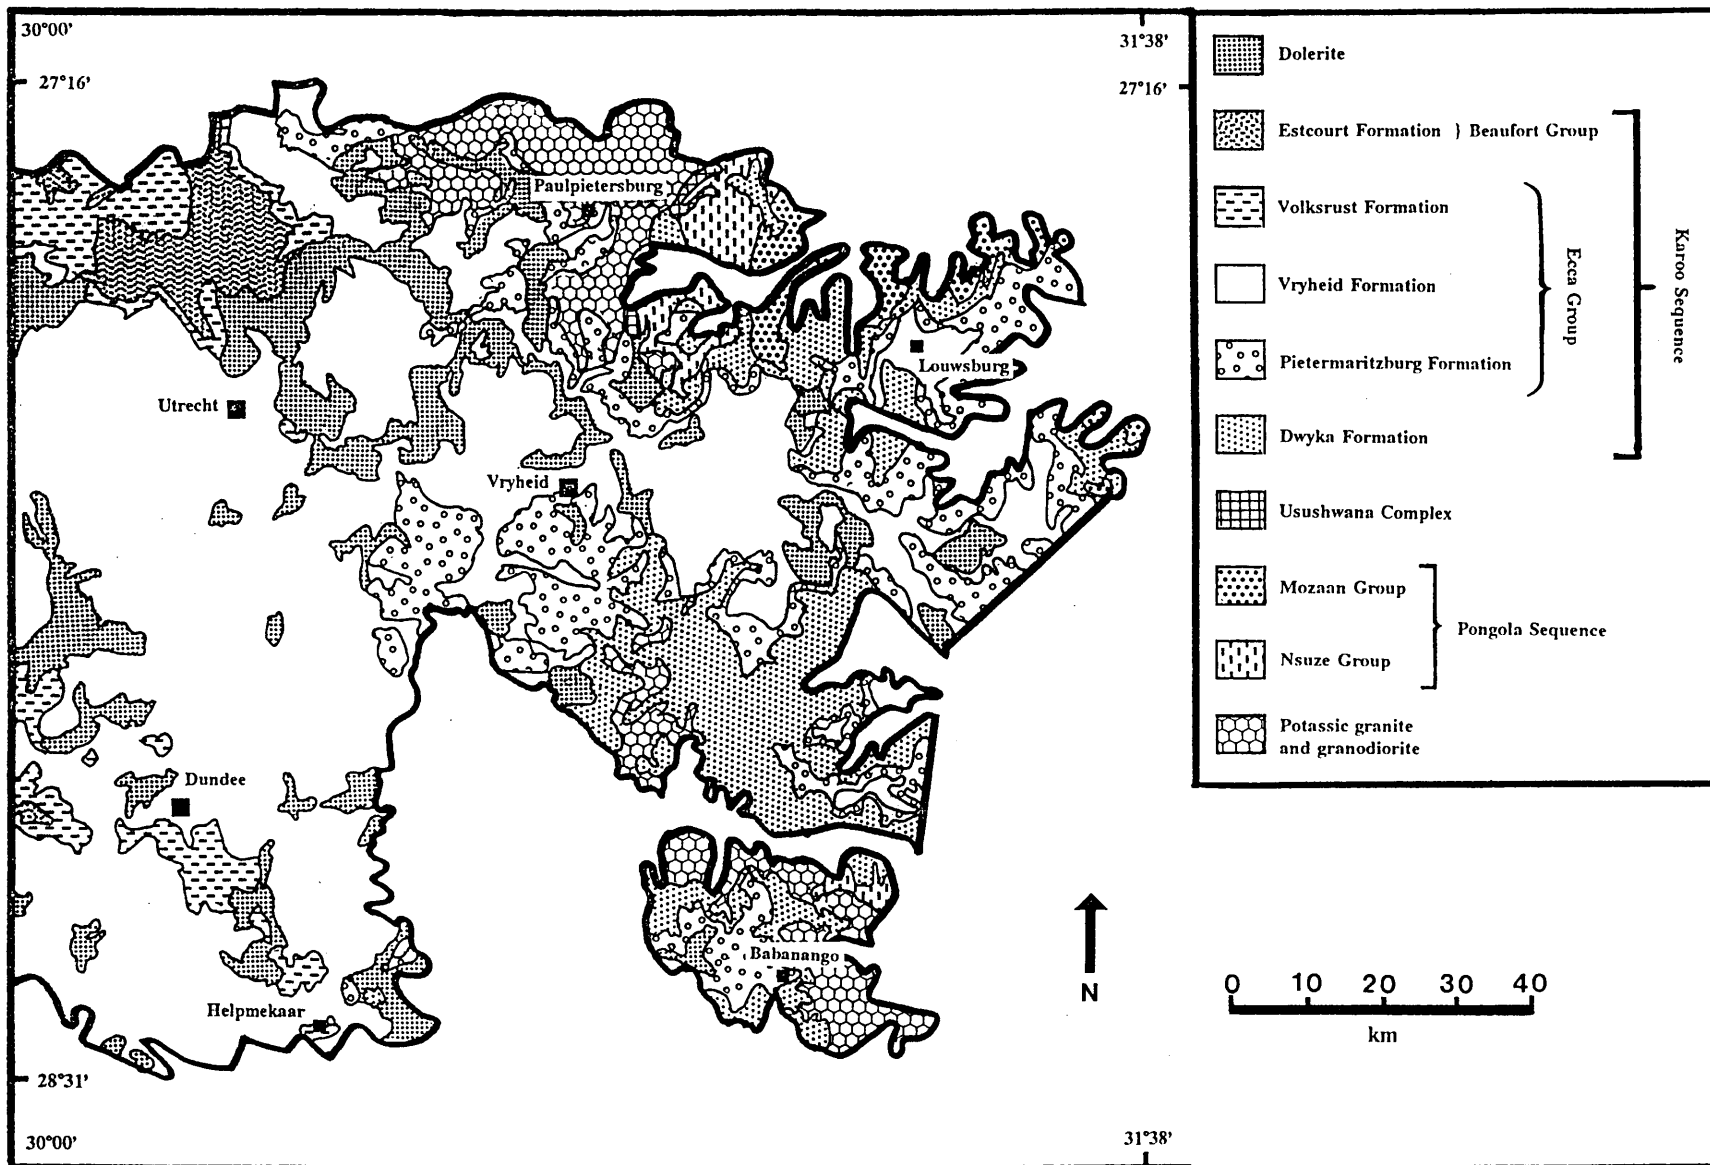 30°00'
31°38'
27°16'
27°16'
Paulpietersburg
Louwsburg
Utrecht
Vryheid
Dundee
Babanango
Helpmekaar
28°31'
30°00'
31°38'
N
0 10 20 30 40
km
Dolerite
Estcourt Formation } Beaufort Group
Volksrust Formation
Vryheid Formation
Pietermaritzburg Formation
Ecca Group
Dwyka Formation
Karoo Sequence
Usushwana Complex
Mozaan Group
Nsuze Group
Pongola Sequence
Potassic granite
and granodiorite